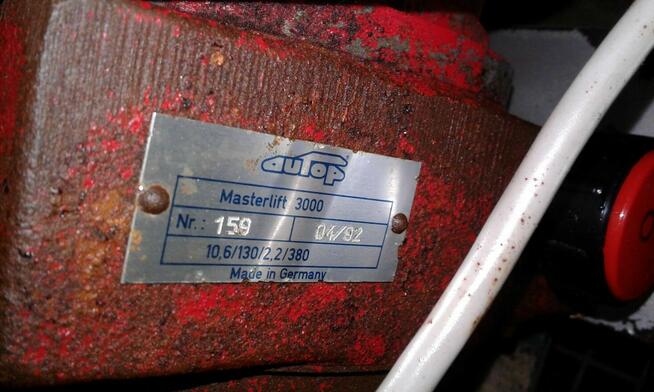 autop
Masterlift 3000
Nr.: 159 04/92
10,6/130/2,2/380
Made in Germany